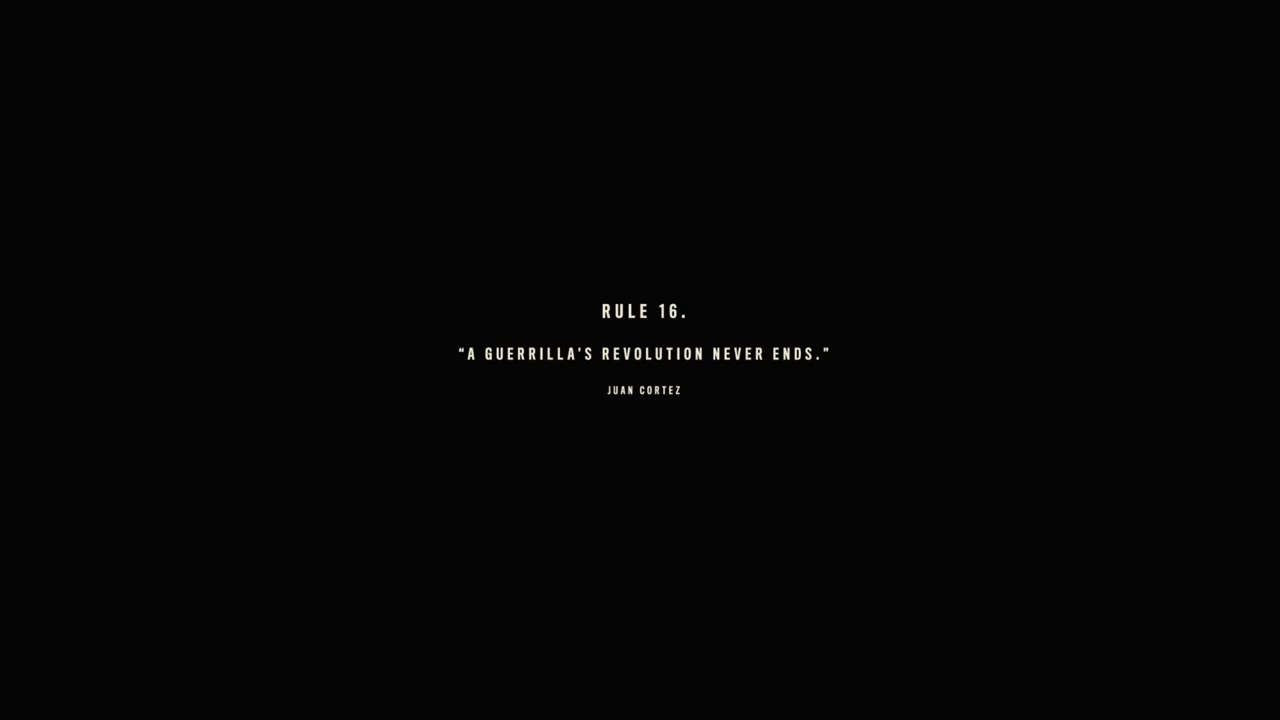 RULE 16.
“A GUERRILLA'S REVOLUTION NEVER ENDS.”
JUAN CORTEZ